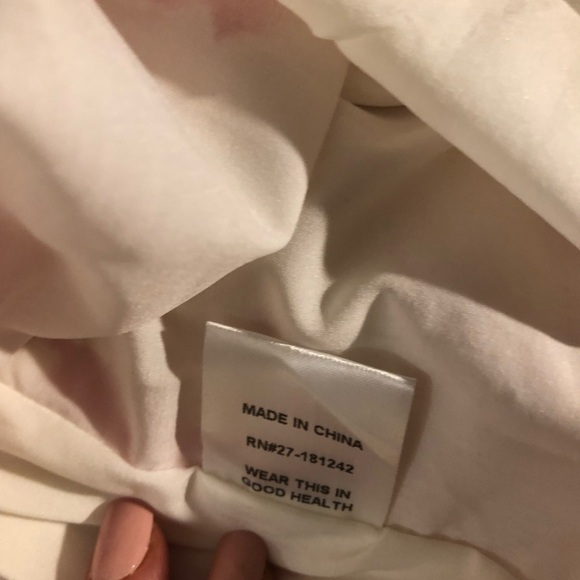 MADE IN CHINA
RN#27-181242
WEAR THIS IN
GOOD HEALTH